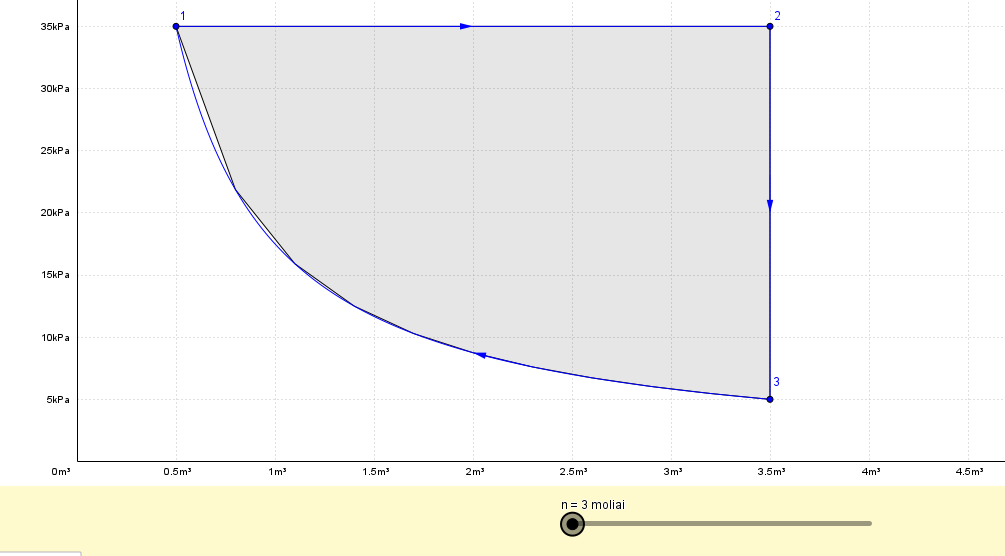 1
2
35kPa
30kPa
25kPa
20kPa
15kPa
10kPa
3
5kPa
0m³
0.5m³
1m³
1.5m³
2m³
2.5m³
3m³
3.5m³
4m³
4.5m³
n = 3 moliai